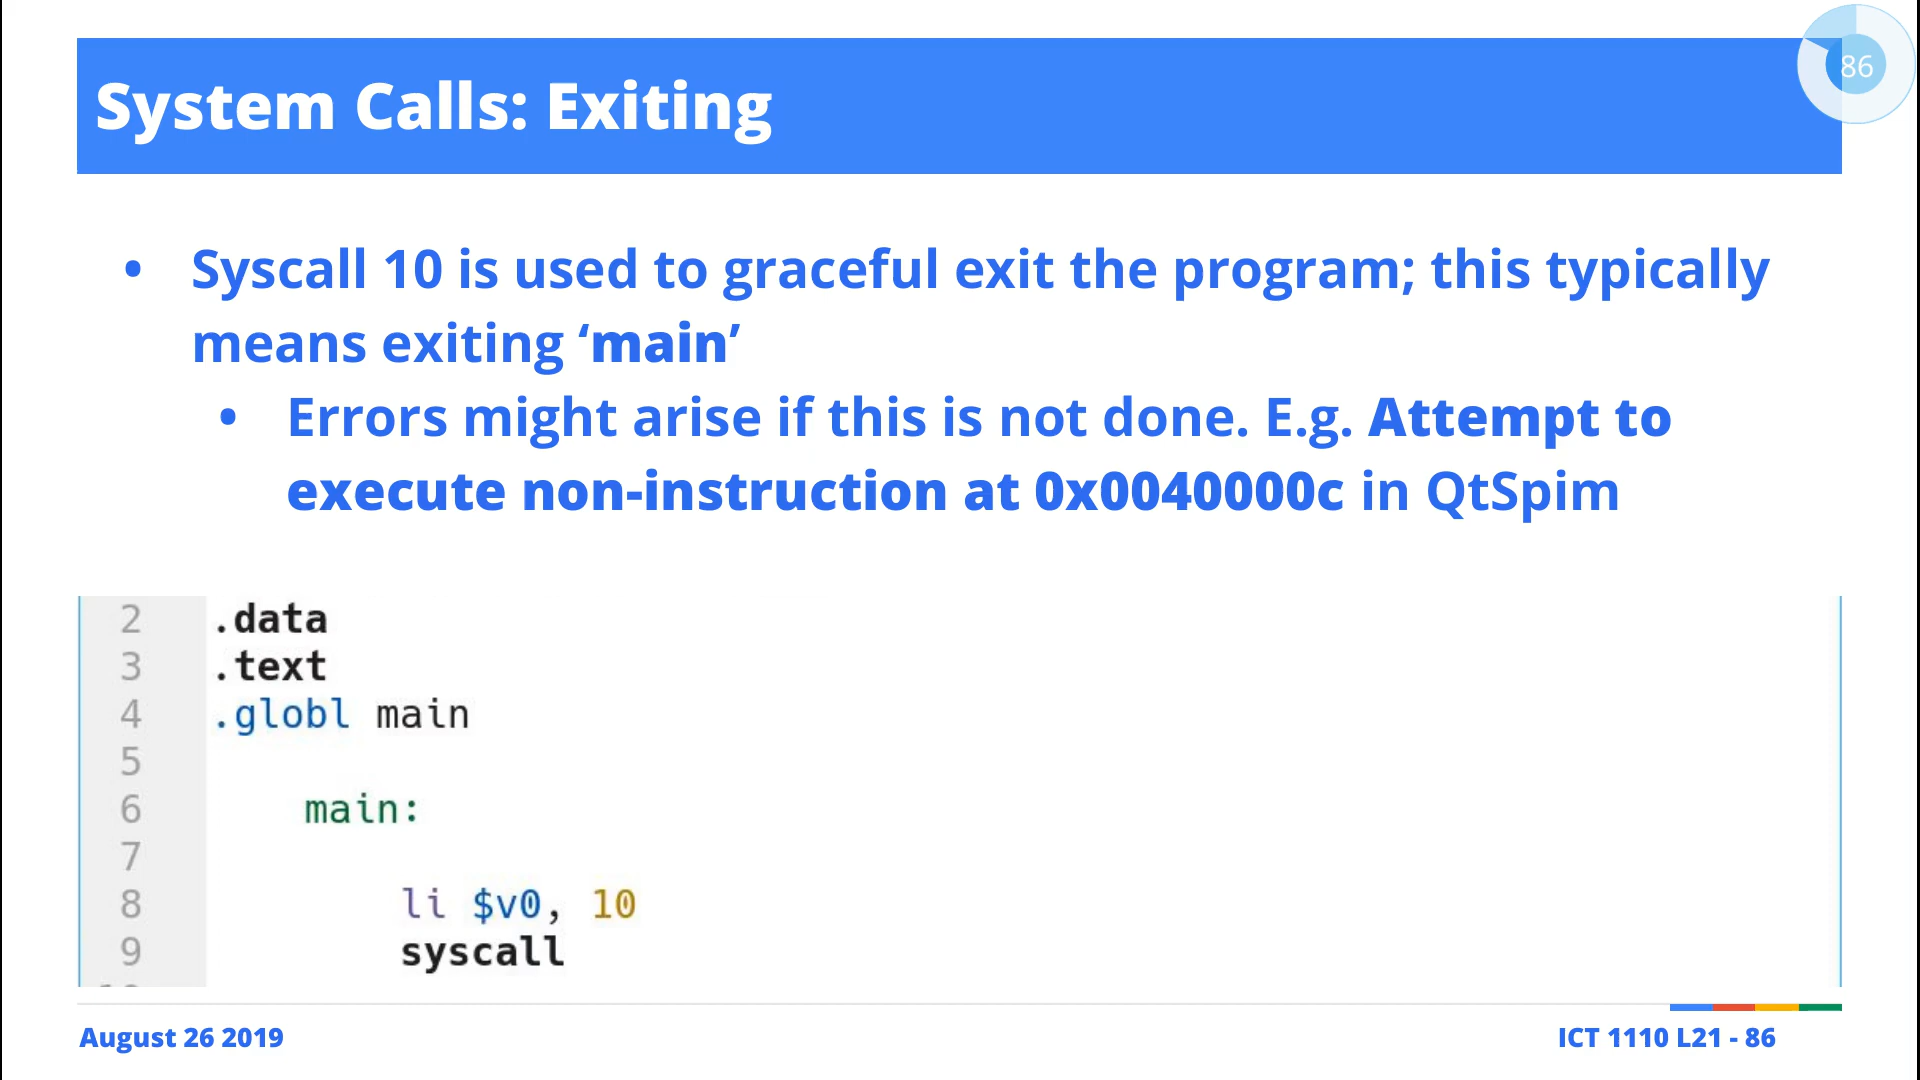 86
System Calls: Exiting
• Syscall 10 is used to graceful exit the program; this typically
means exiting ‘main’
• Errors might arise if this is not done. E.g. Attempt to
execute non-instruction at 0x0040000c in QtSpim
2 .data
3 .text
4 .globl main
5
6 main:
7
8 li $v0, 10
9 syscall
August 26 2019
ICT 1110 L21 - 86